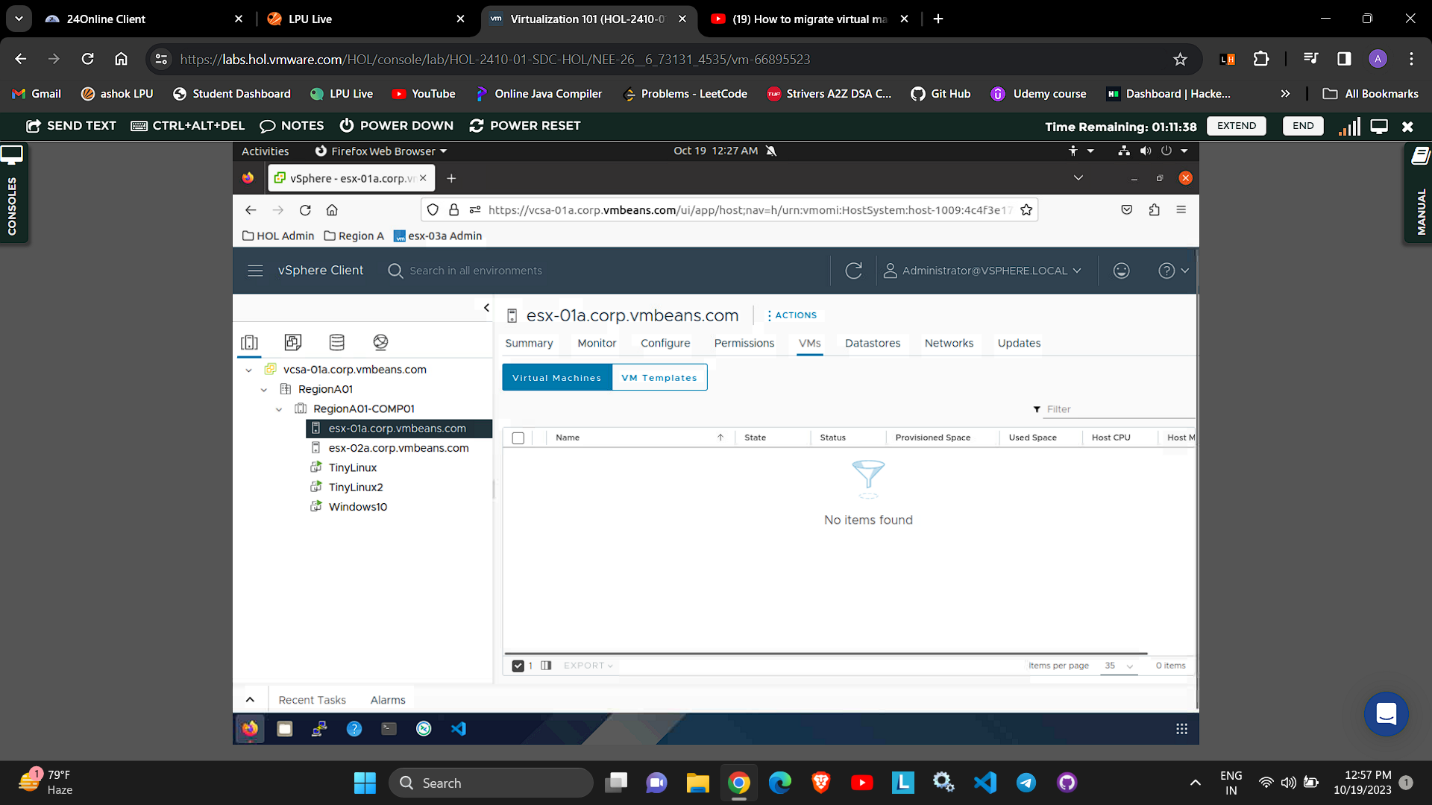 24Online Client
LPU Live
Virtualization 101 (HOL-2410-0
(19) How to migrate virtual ma
https://labs.hol.vmware.com/HOL/console/lab/HOL-2410-01-SDC-HOL/NEE-26__6_73131_4535/vm-66895523
A
Gmail
ashok LPU
Student Dashboard
LPU Live
YouTube
Online Java Compiler
Problems - LeetCode
Strivers A2Z DSA C...
Git Hub
Udemy course
Dashboard | Hacke...
All Bookmarks
SEND TEXT
CTRL+ALT+DEL
NOTES
POWER DOWN
POWER RESET
Time Remaining: 01:11:38
EXTEND
END
CONSOLES
MANUAL
Activities
Firefox Web Browser
Oct 19 12:27 AM
vSphere - esx-01a.corp.v
https://vcsa-01a.corp.vmbeans.com/ui/app/host;nav=h/urn:vmomi:HostSystem:host-1009:4c4f3e17
HOL Admin
Region A
esx-03a Admin
vSphere Client
Search in all environments
Administrator@VSPHERE.LOCAL
esx-01a.corp.vmbeans.com
ACTIONS
Summary
Monitor
Configure
Permissions
VMs
Datastores
Networks
Updates
vcsa-01a.corp.vmbeans.com
RegionA01
RegionA01-COMP01
esx-01a.corp.vmbeans.com
esx-02a.corp.vmbeans.com
TinyLinux
TinyLinux2
Windows10
Virtual Machines
VM Templates
Filter
Name
State
Status
Provisioned Space
Used Space
Host CPU
Host M
No items found
1
EXPORT
Items per page
35
0 items
Recent Tasks
Alarms
1
79°F
Haze
Search
ENG
IN
12:57 PM
10/19/2023
1